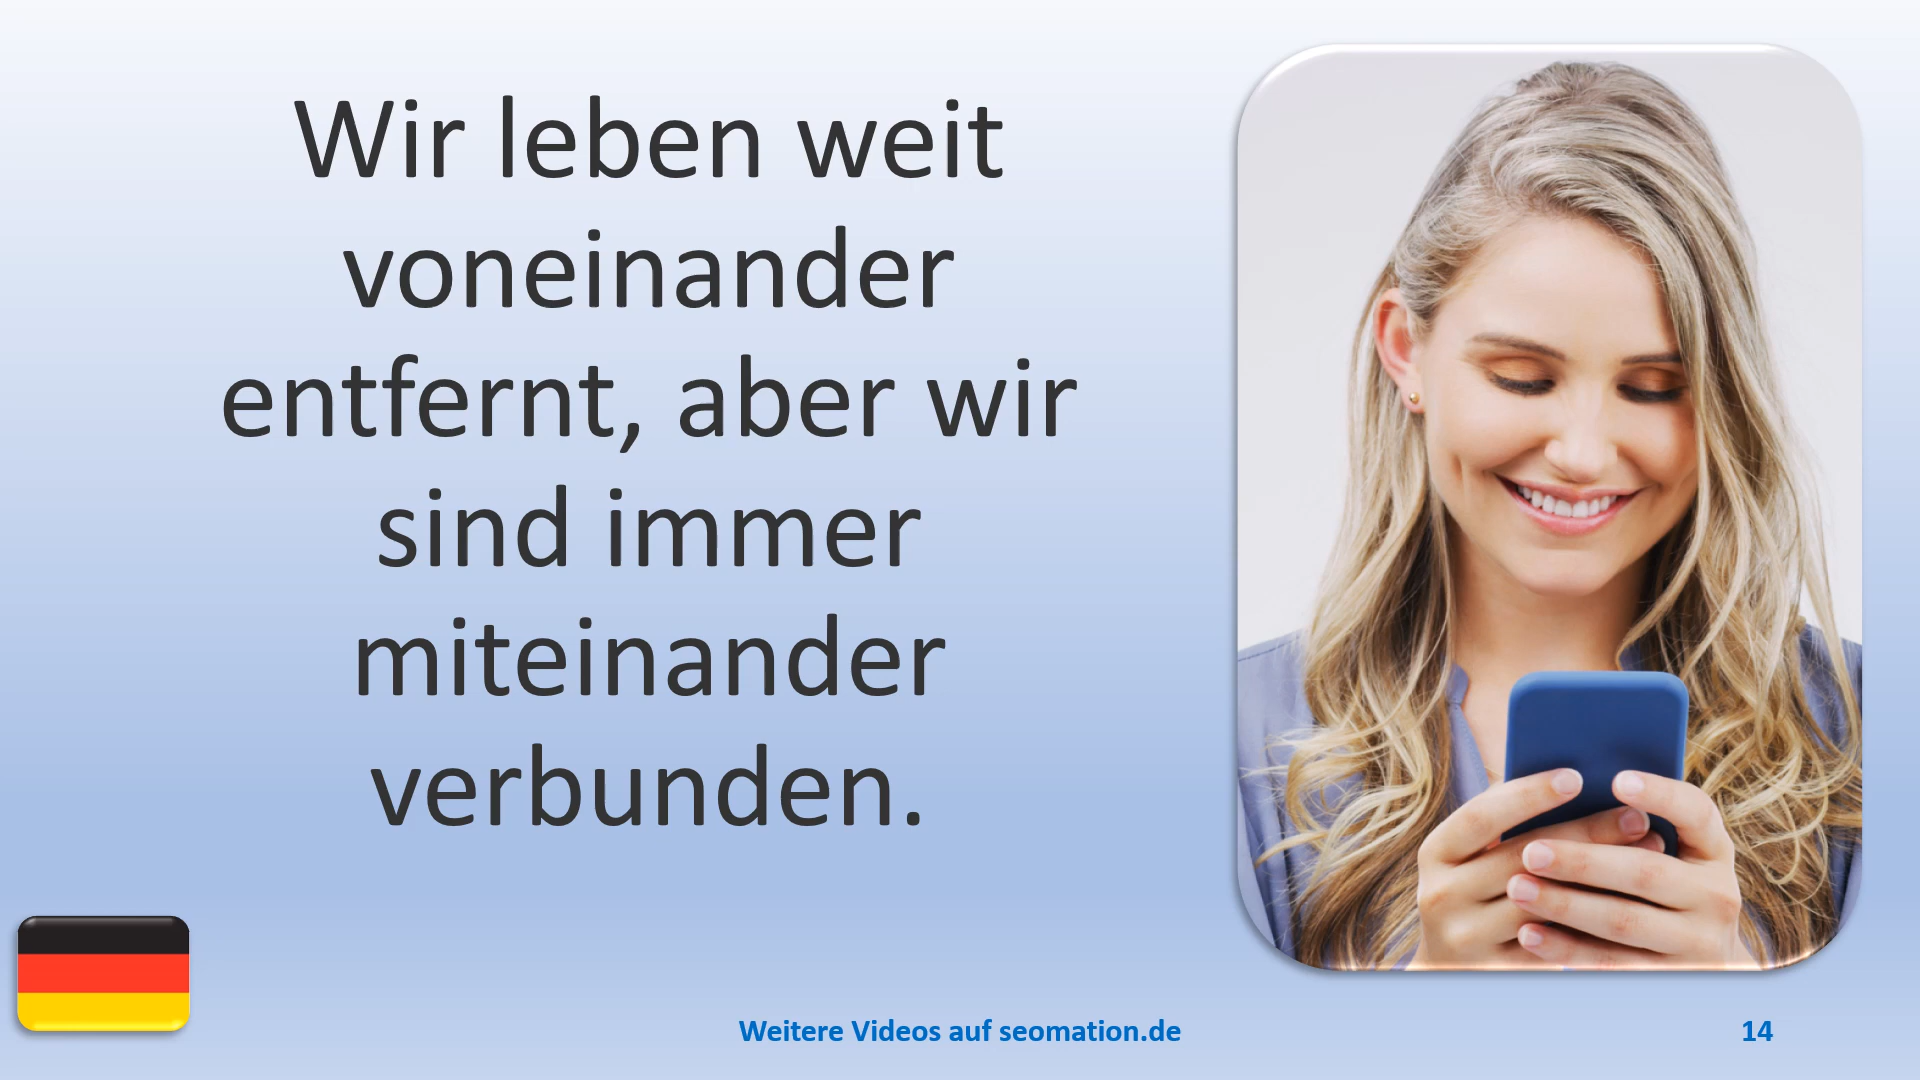 Wir leben weit
voneinander
entfernt, aber wir
sind immer
miteinander
verbunden.
Weitere Videos auf seomation.de
14